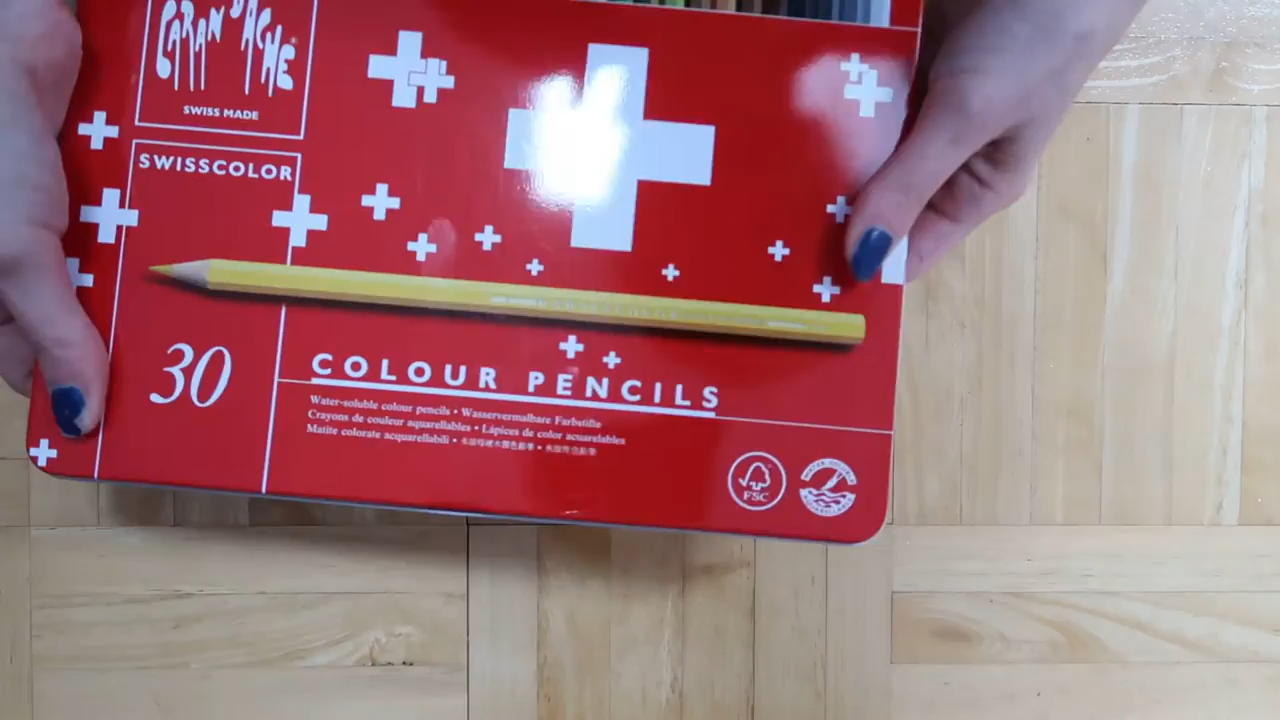 CARAN D'ACHE
SWISS MADE
SWISSCOLOR
30
COLOUR PENCILS
Water-soluble colour pencils • Wasservermalbare Farbstifte
Crayons de couleur aquarellables • Lápices de color acuarelables
Matite colorate acquarellabili •
FSC